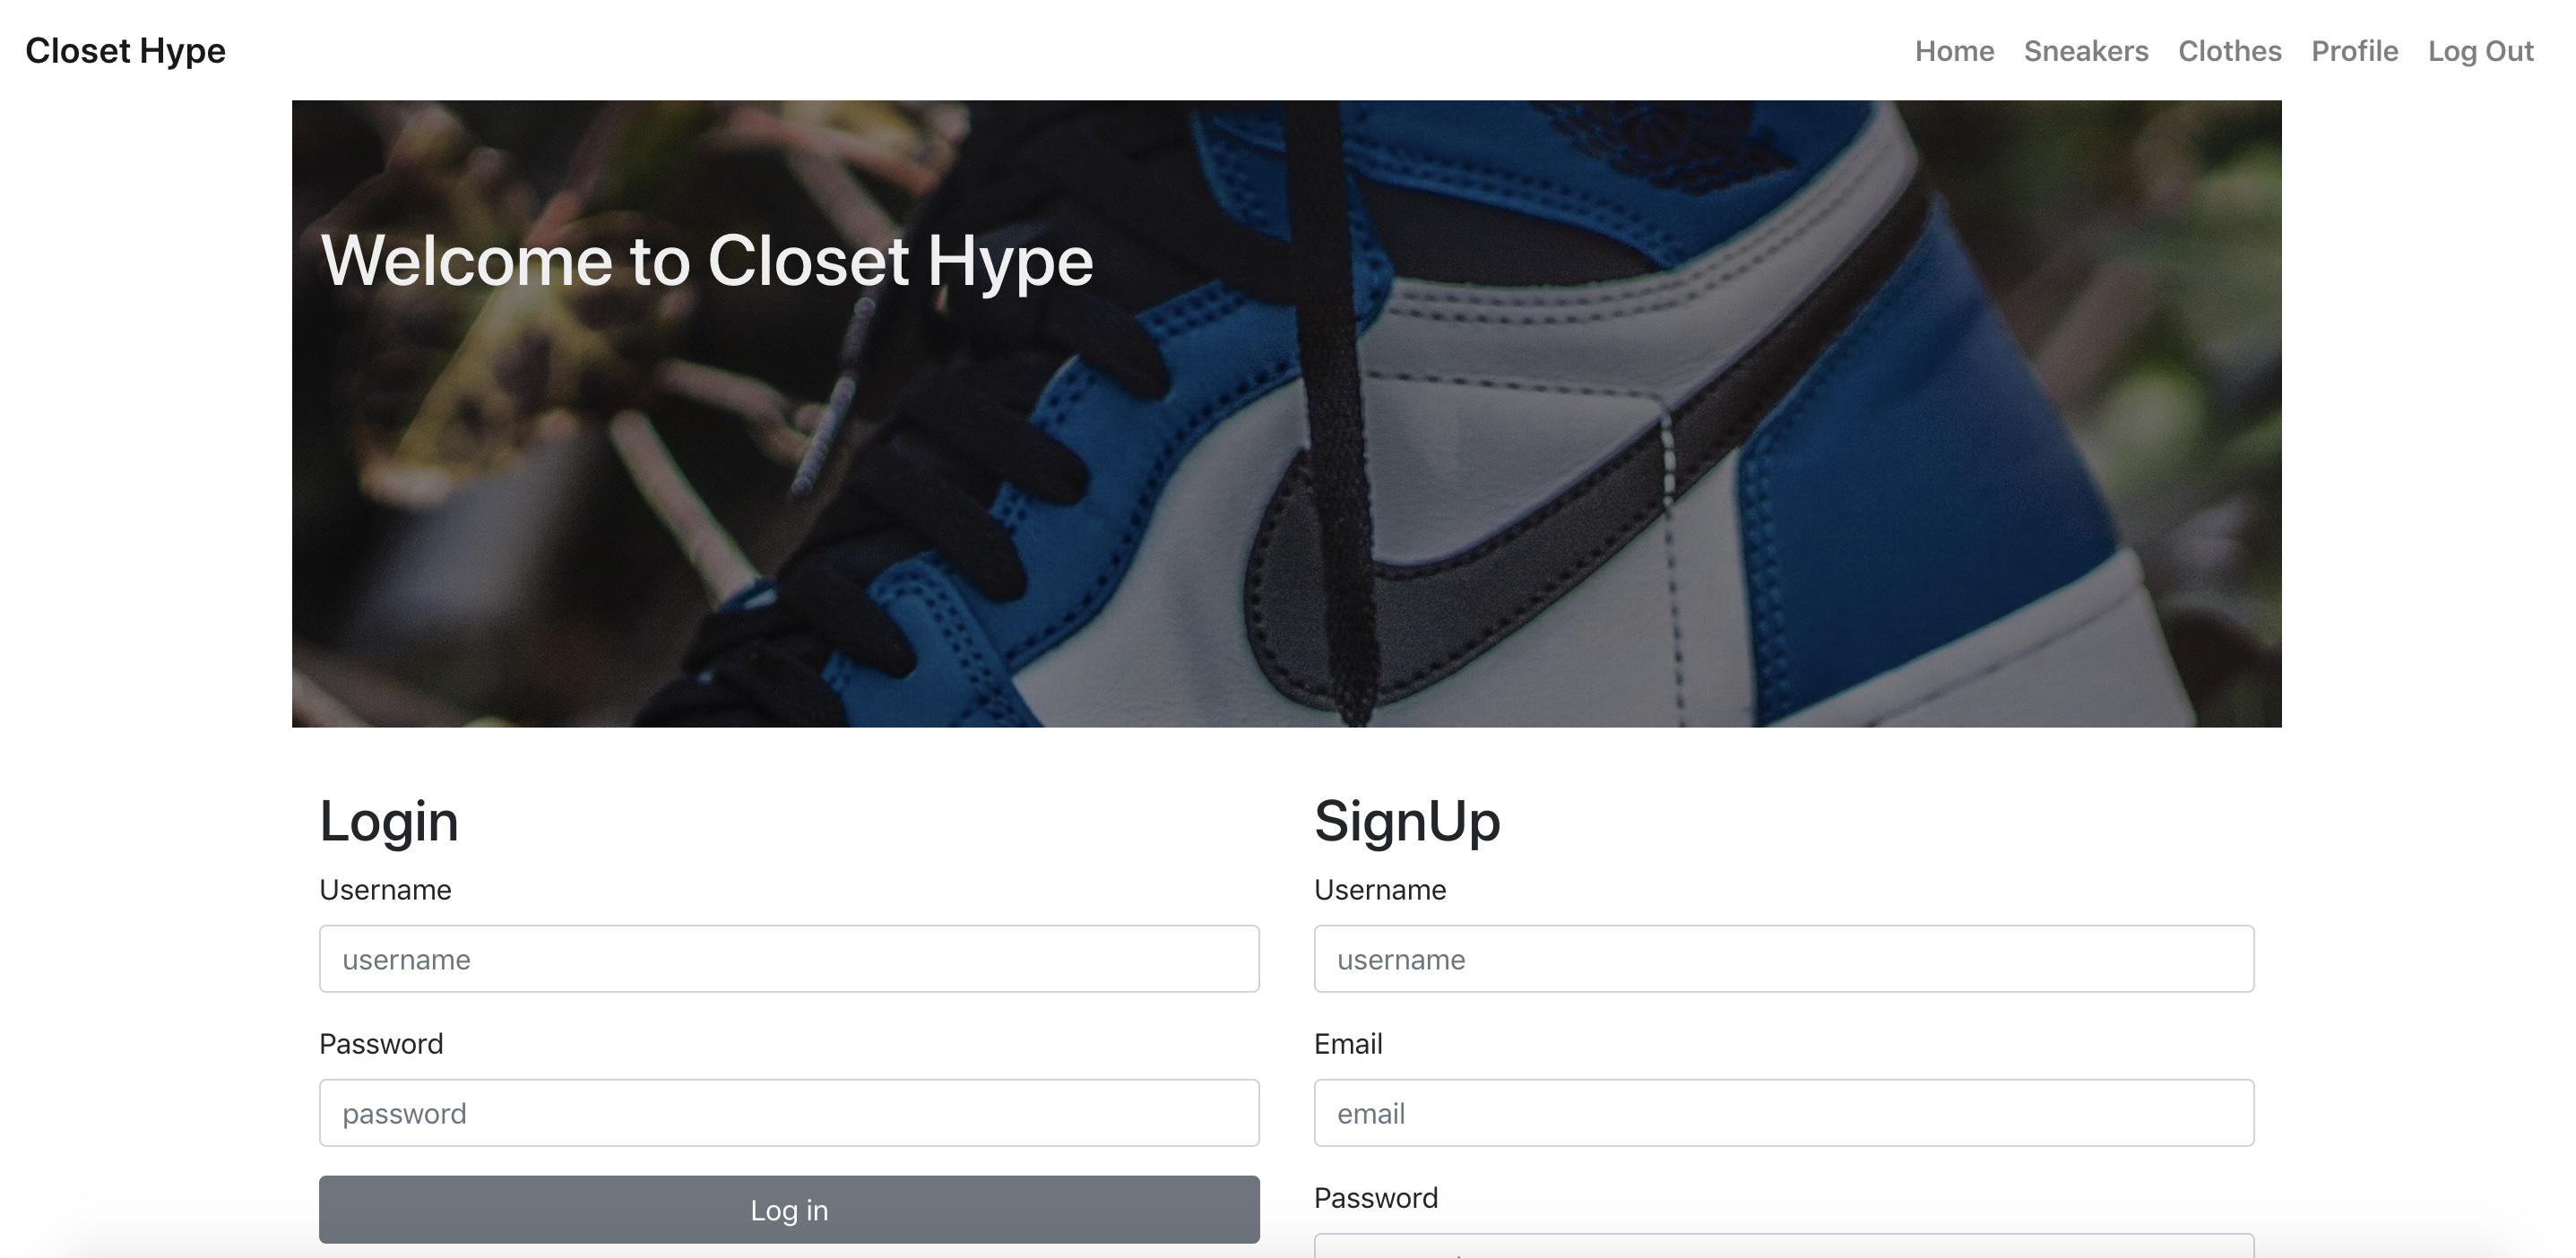 Closet Hype
Home Sneakers Clothes Profile Log Out
Welcome to Closet Hype
Login
Username
username
Password
password
Log in
SignUp
Username
username
Email
email
Password